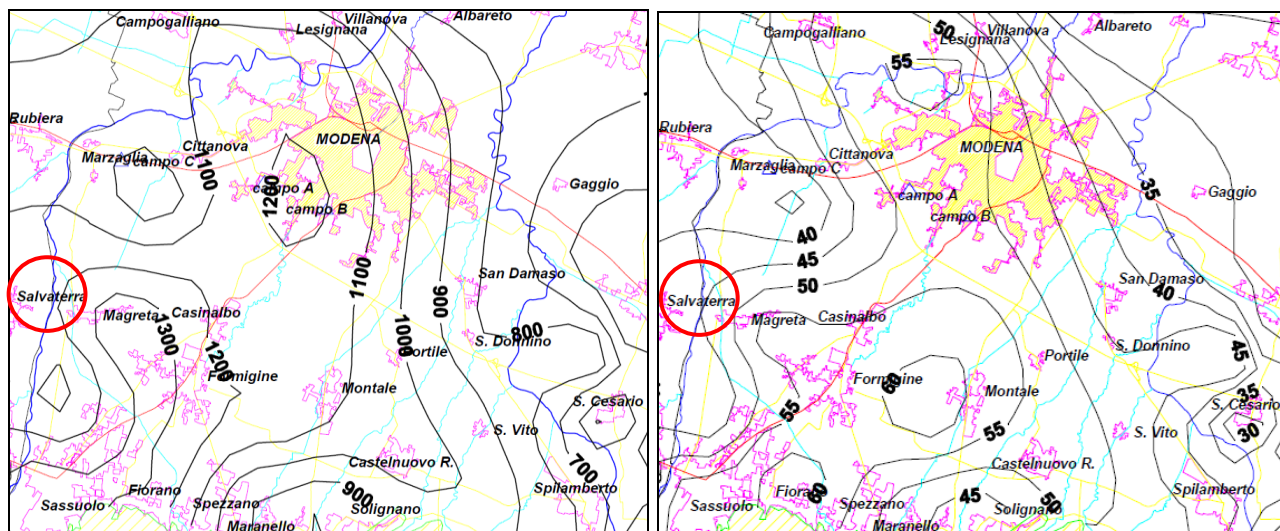 Campogalliano
Villanova
Albareto
Lesignana
Rubiera
MODENA
Cittanova
Marzaglia
campo C
1100
campo A
1200
campo B
Gaggio
1100
San Damaso
Salvaterra
900
Magreta
Casinalbo
1300
1200
1000
800
S. Donnino
Portile
Formigine
Montale
S. Cesario
S. Vito
Castelnuovo R.
700
Fiorano
900
Spilamberto
Sassuolo
Spezzano
Solignano
Maranello
50
Villanova
Albareto
Campogalliano
Lesignana
55
Rubiera
MODENA
Cittanova
Marzaglia
campo C
35
Gaggio
campo A
campo B
40
45
50
San Damaso
40
Salvaterra
Magreta
Casinalbo
S. Donnino
45
Portile
60
Formigine
Montale
35
S. Cesario
55
55
S. Vito
30
Castelnuovo R.
60
Fiorano
45
50
Spilamberto
Sassuolo
Spezzano
Solignano
Maranello